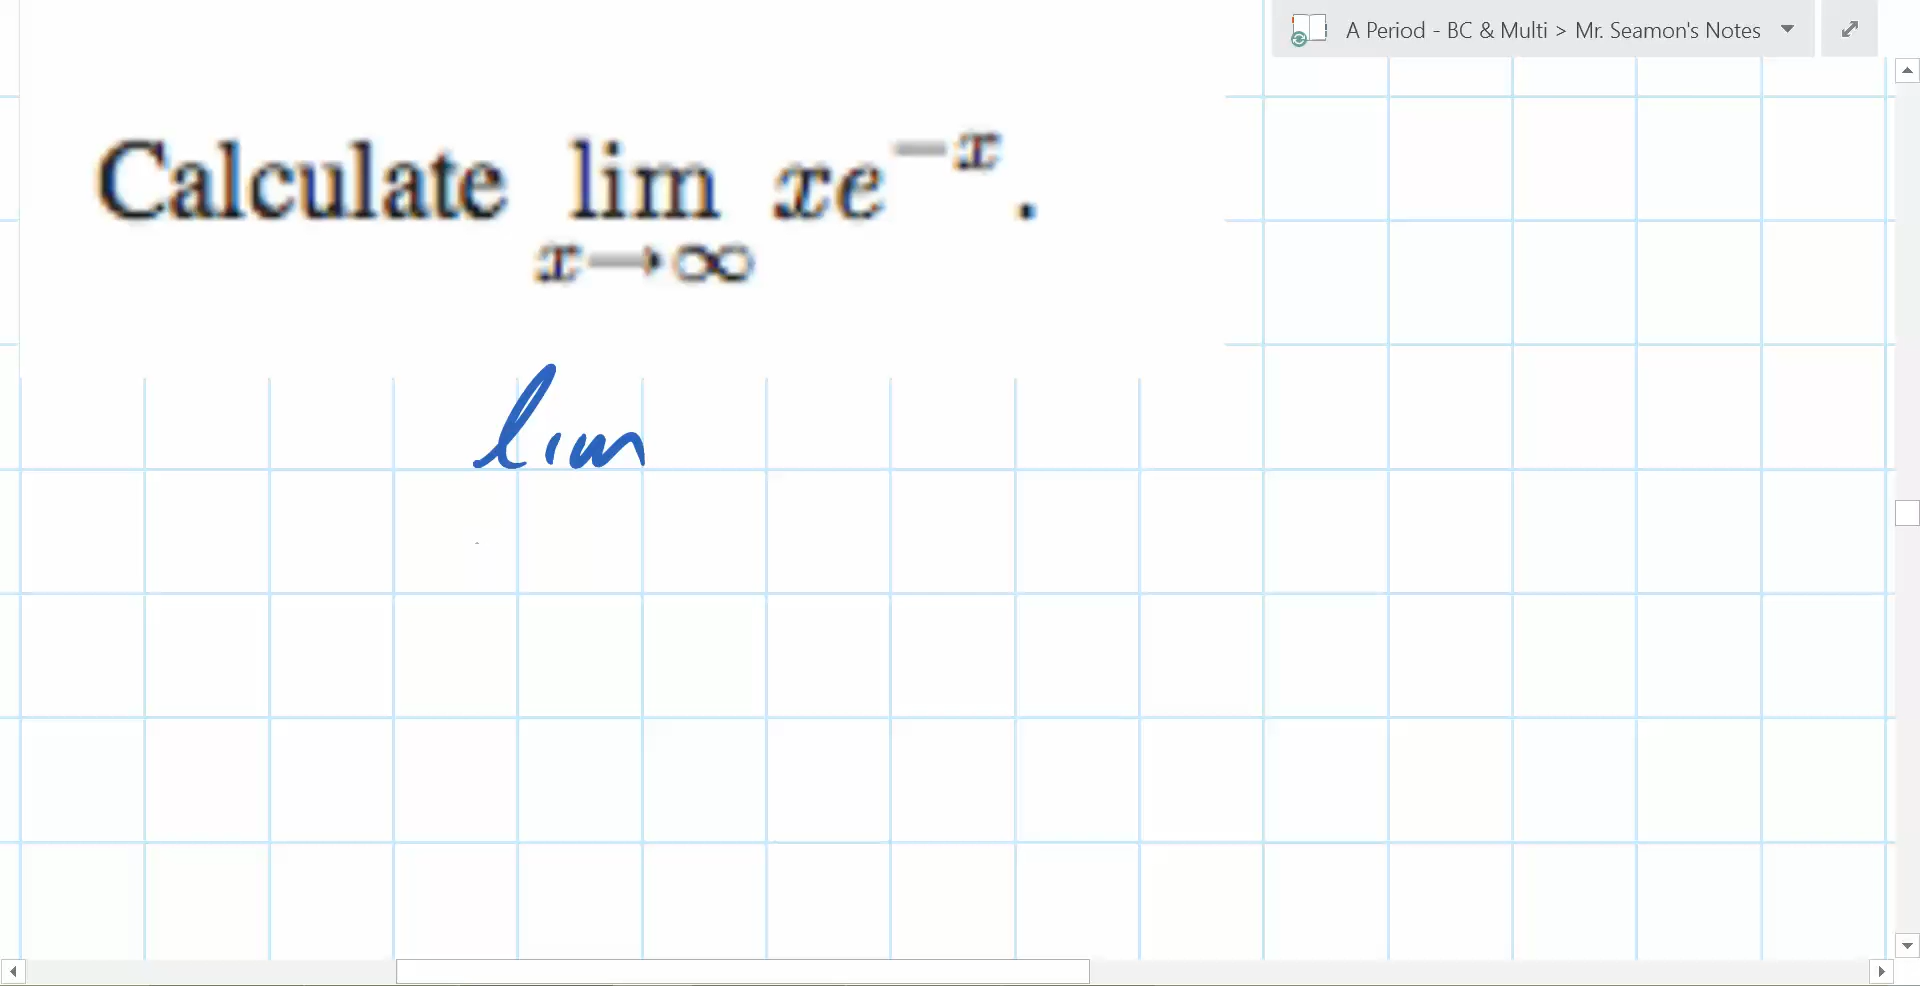 A Period - BC & Multi > Mr. Seamon's Notes
Calculate lim x→∞ xe^{-x}.
lim